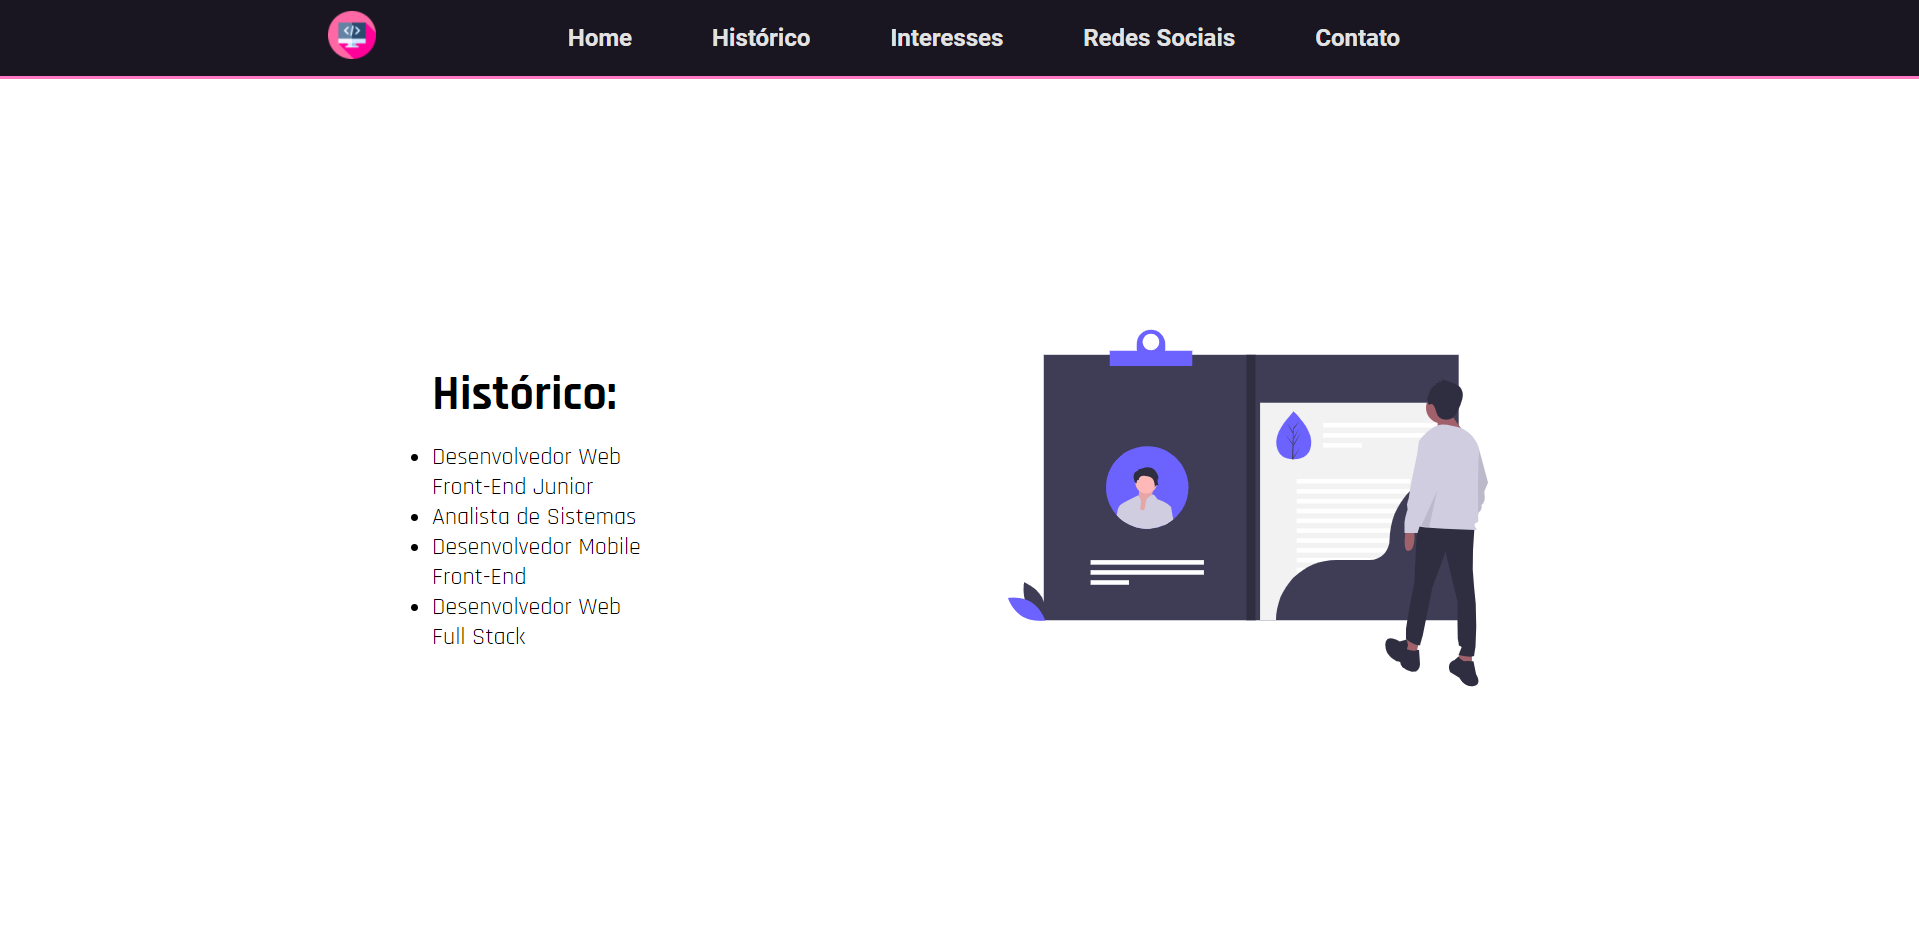 </>
Home Histórico Interesses Redes Sociais Contato
Histórico:
• Desenvolvedor Web
Front-End Junior
• Analista de Sistemas
• Desenvolvedor Mobile
Front-End
• Desenvolvedor Web
Full Stack